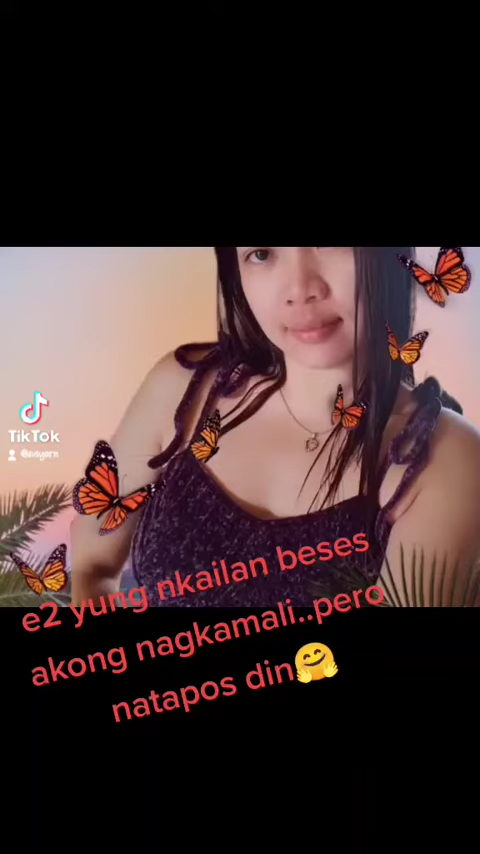 TikTok
e2 yung nkailan beses
akong nagkamali..pero
natapos din🤗